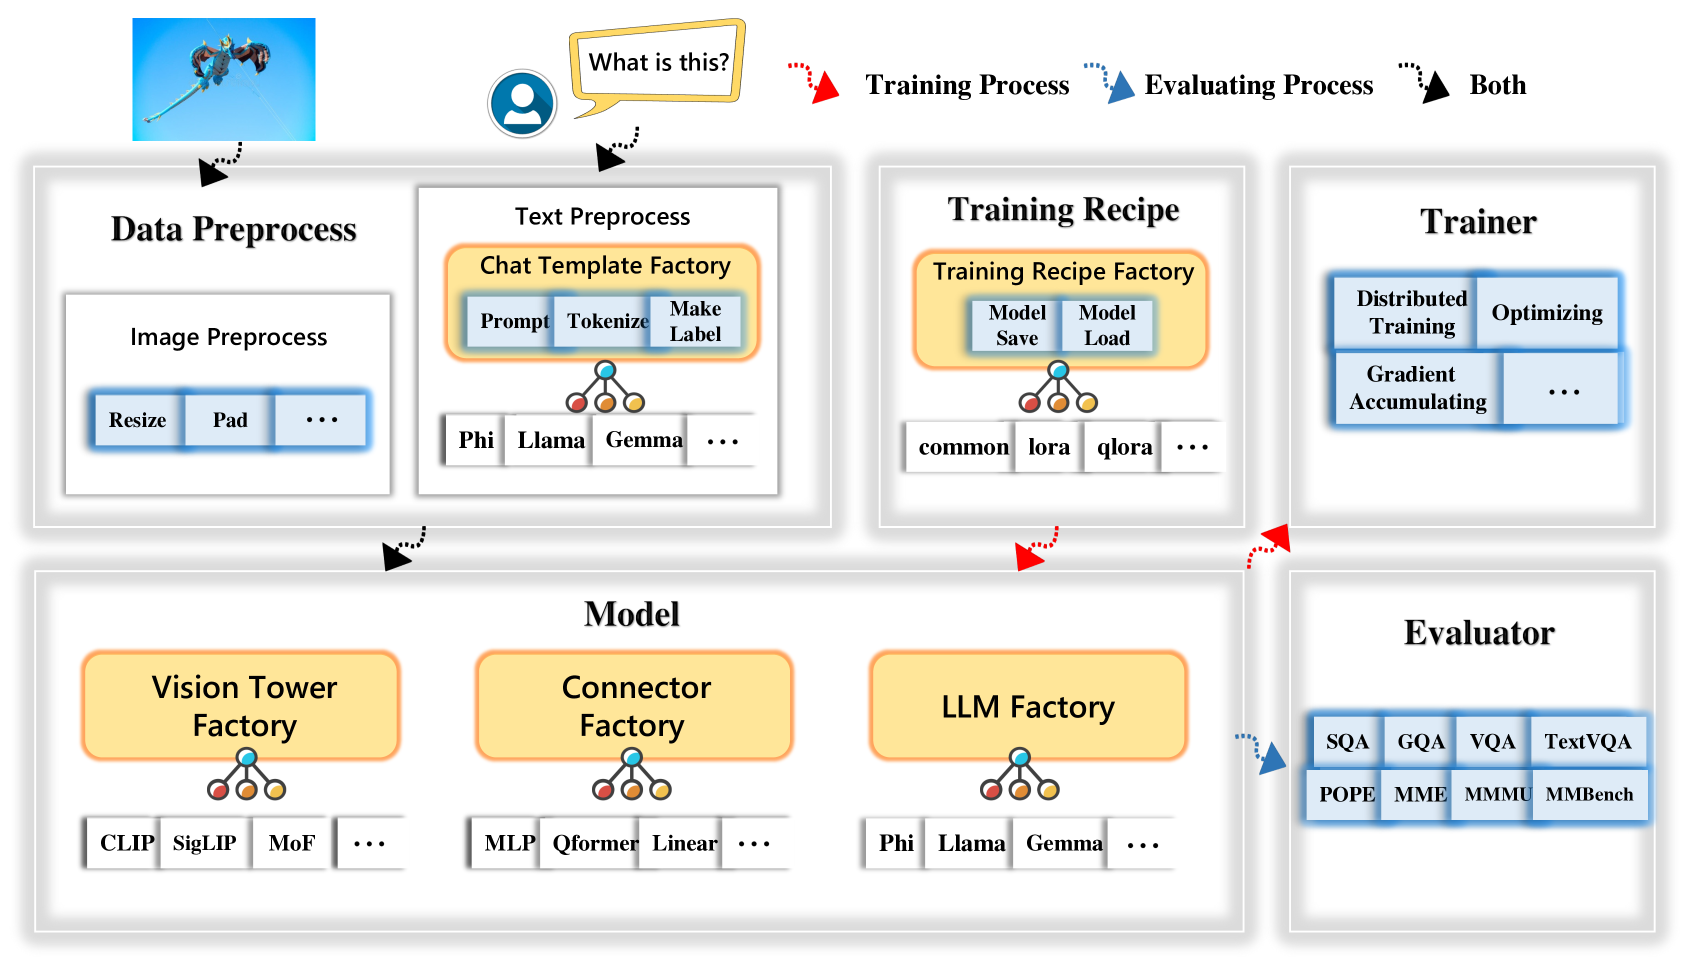 What is this?
Training Process
Evaluating Process
Both
Data Preprocess
Image Preprocess
Resize
Pad
...
Text Preprocess
Chat Template Factory
Prompt
Tokenize
Make
Label
Phi
Llama
Gemma
...
Training Recipe
Training Recipe Factory
Model
Save
Model
Load
common
lora
qlora
...
Trainer
Distributed
Training
Optimizing
Gradient
Accumulating
...
Model
Vision Tower
Factory
CLIP
SigLIP
MoF
...
Connector
Factory
MLP
Qformer
Linear
...
LLM Factory
Phi
Llama
Gemma
...
Evaluator
SQA
GQA
VQA
TextVQA
POPE
MME
MMMU
MMBench